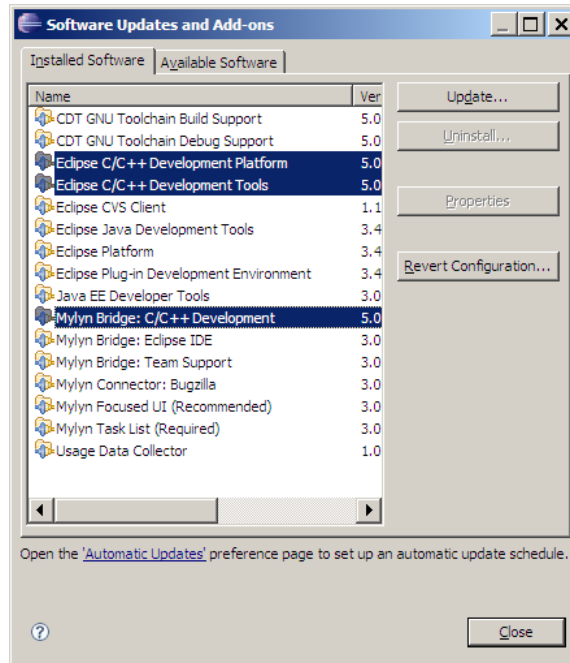 Software Updates and Add-ons
Installed Software
Available Software
Name Ver
CDT GNU Toolchain Build Support 5.0
CDT GNU Toolchain Debug Support 5.0
Eclipse C/C++ Development Platform 5.0
Eclipse C/C++ Development Tools 5.0
Eclipse CVS Client 1.1
Eclipse Java Development Tools 3.4
Eclipse Platform 3.4
Eclipse Plug-in Development Environment 3.4
Java EE Developer Tools 3.0
Mylyn Bridge: C/C++ Development 5.0
Mylyn Bridge: Eclipse IDE 3.0
Mylyn Bridge: Team Support 3.0
Mylyn Connector: Bugzilla 3.0
Mylyn Focused UI (Recommended) 3.0
Mylyn Task List (Required) 3.0
Usage Data Collector 1.0
Update...
Uninstall...
Properties
Revert Configuration...
Open the 'Automatic Updates' preference page to set up an automatic update schedule.
Close